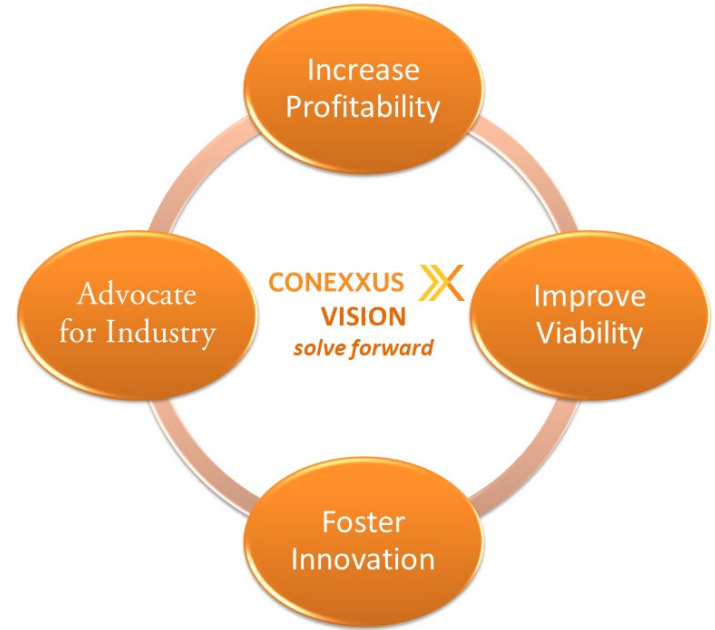 Increase
Profitability
Advocate
for Industry
CONEXXUS
VISION
solve forward
Improve
Viability
Foster
Innovation